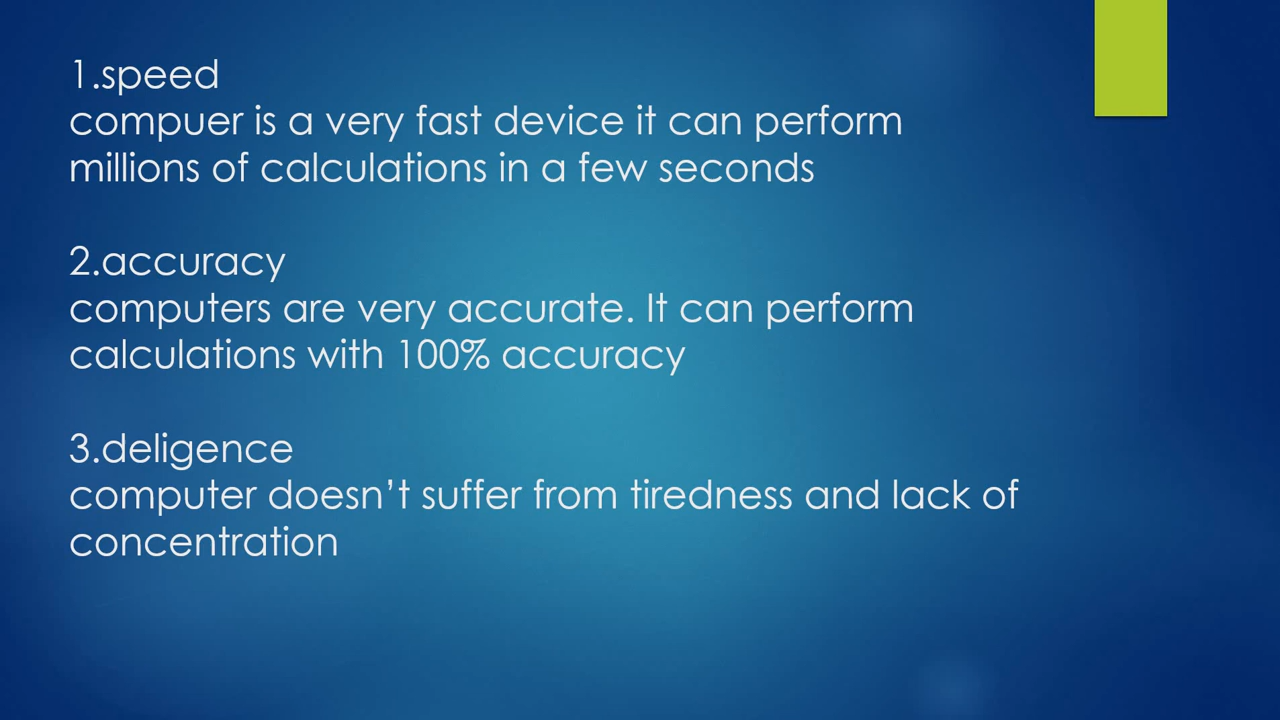 1.speed
compuer is a very fast device it can perform
millions of calculations in a few seconds
2.accuracy
computers are very accurate. It can perform
calculations with 100% accuracy
3.deligence
computer doesn’t suffer from tiredness and lack of
concentration